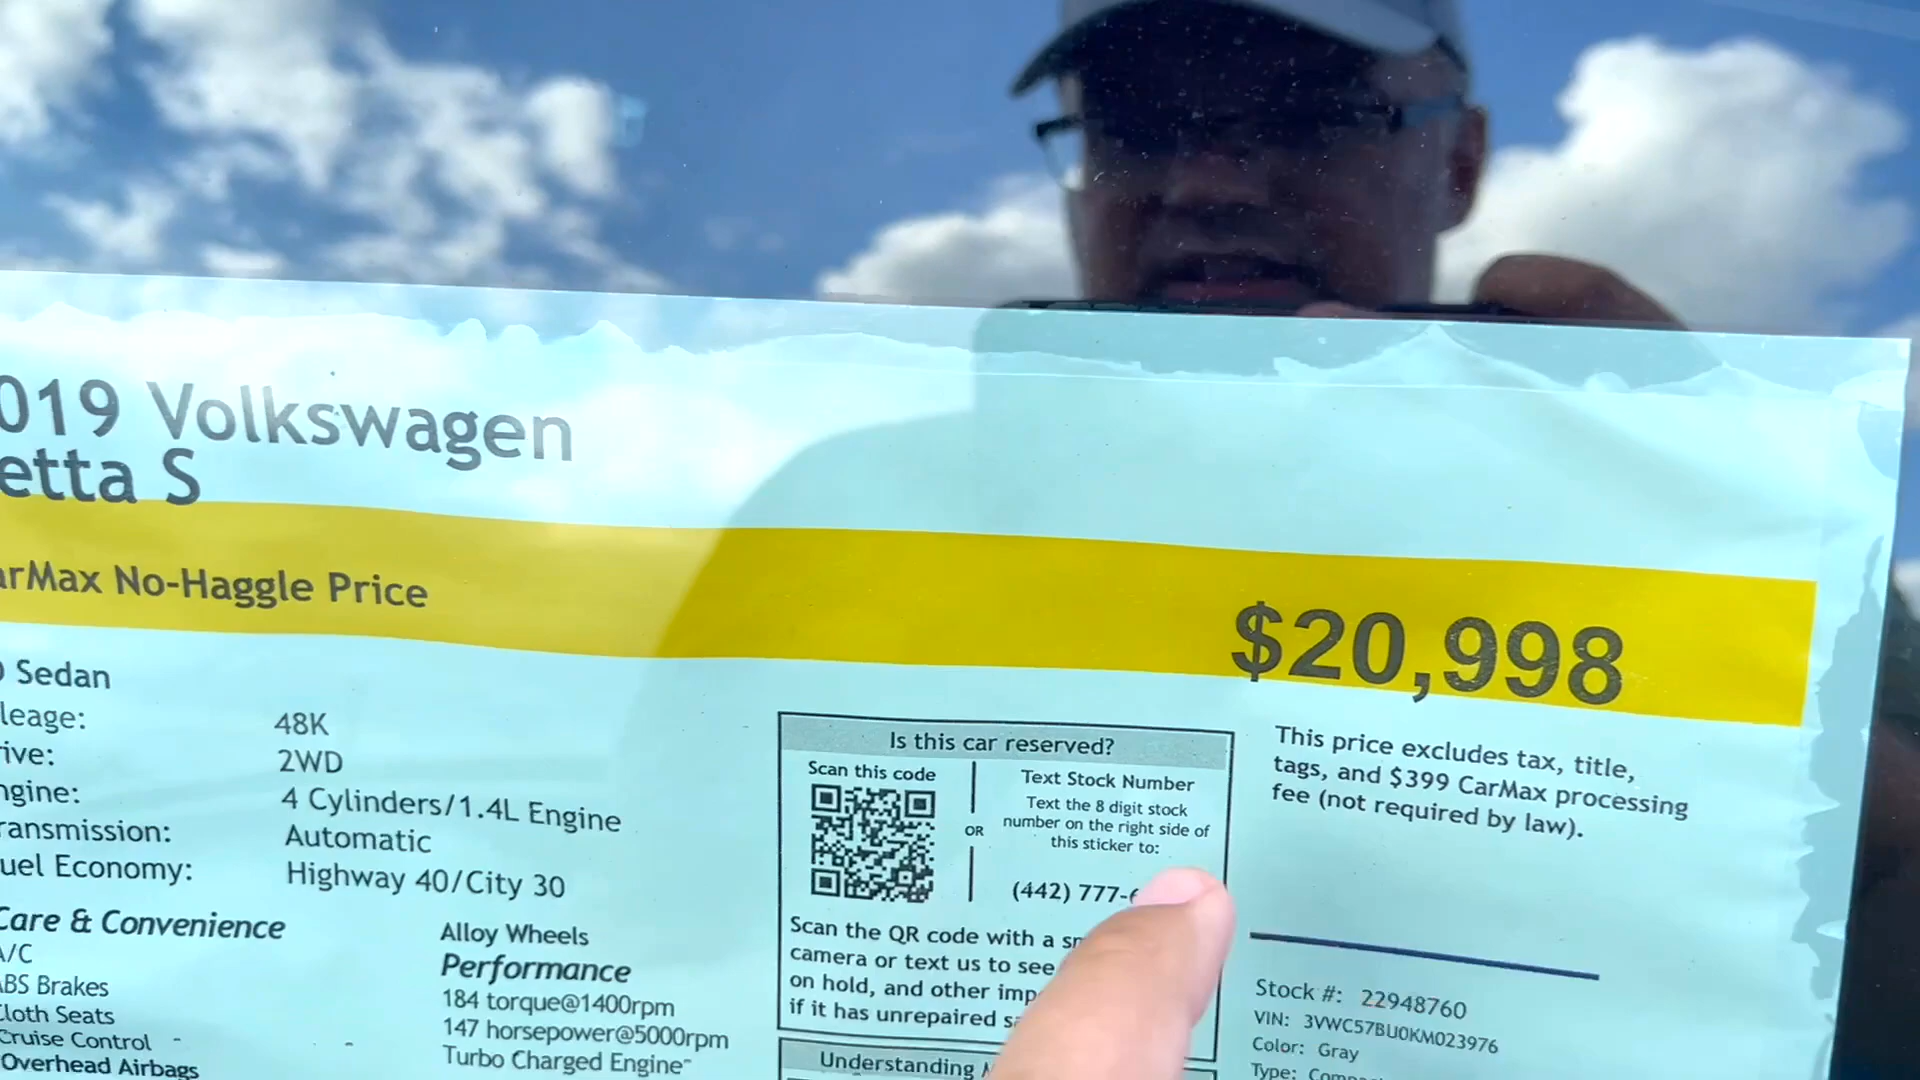 019 Volkswagen
etta S
arMax No-Haggle Price
$20,998
Sedan
leage:
48K
ive:
2WD
ngine:
4 Cylinders/1.4L Engine
ransmission:
Automatic
uel Economy:
Highway 40/City 30
Care & Convenience
A/C
ABS Brakes
Cloth Seats
Cruise Control
Overhead Airbags
Alloy Wheels
Performance
184 torque@1400rpm
147 horsepower@5000rpm
Turbo Charged Engine
Is this car reserved?
Scan this code
OR
Text Stock Number
Text the 8 digit stock
number on the right side of
this sticker to:
(442) 777-
Scan the QR code with a
camera or text us to see
on hold, and other
if it has unrepaired
Understanding
This price excludes tax, title,
tags, and $399 CarMax processing
fee (not required by law).
Stock #: 22948760
VIN: 3VWC57BU0KM023976
Color: Gray
Type: